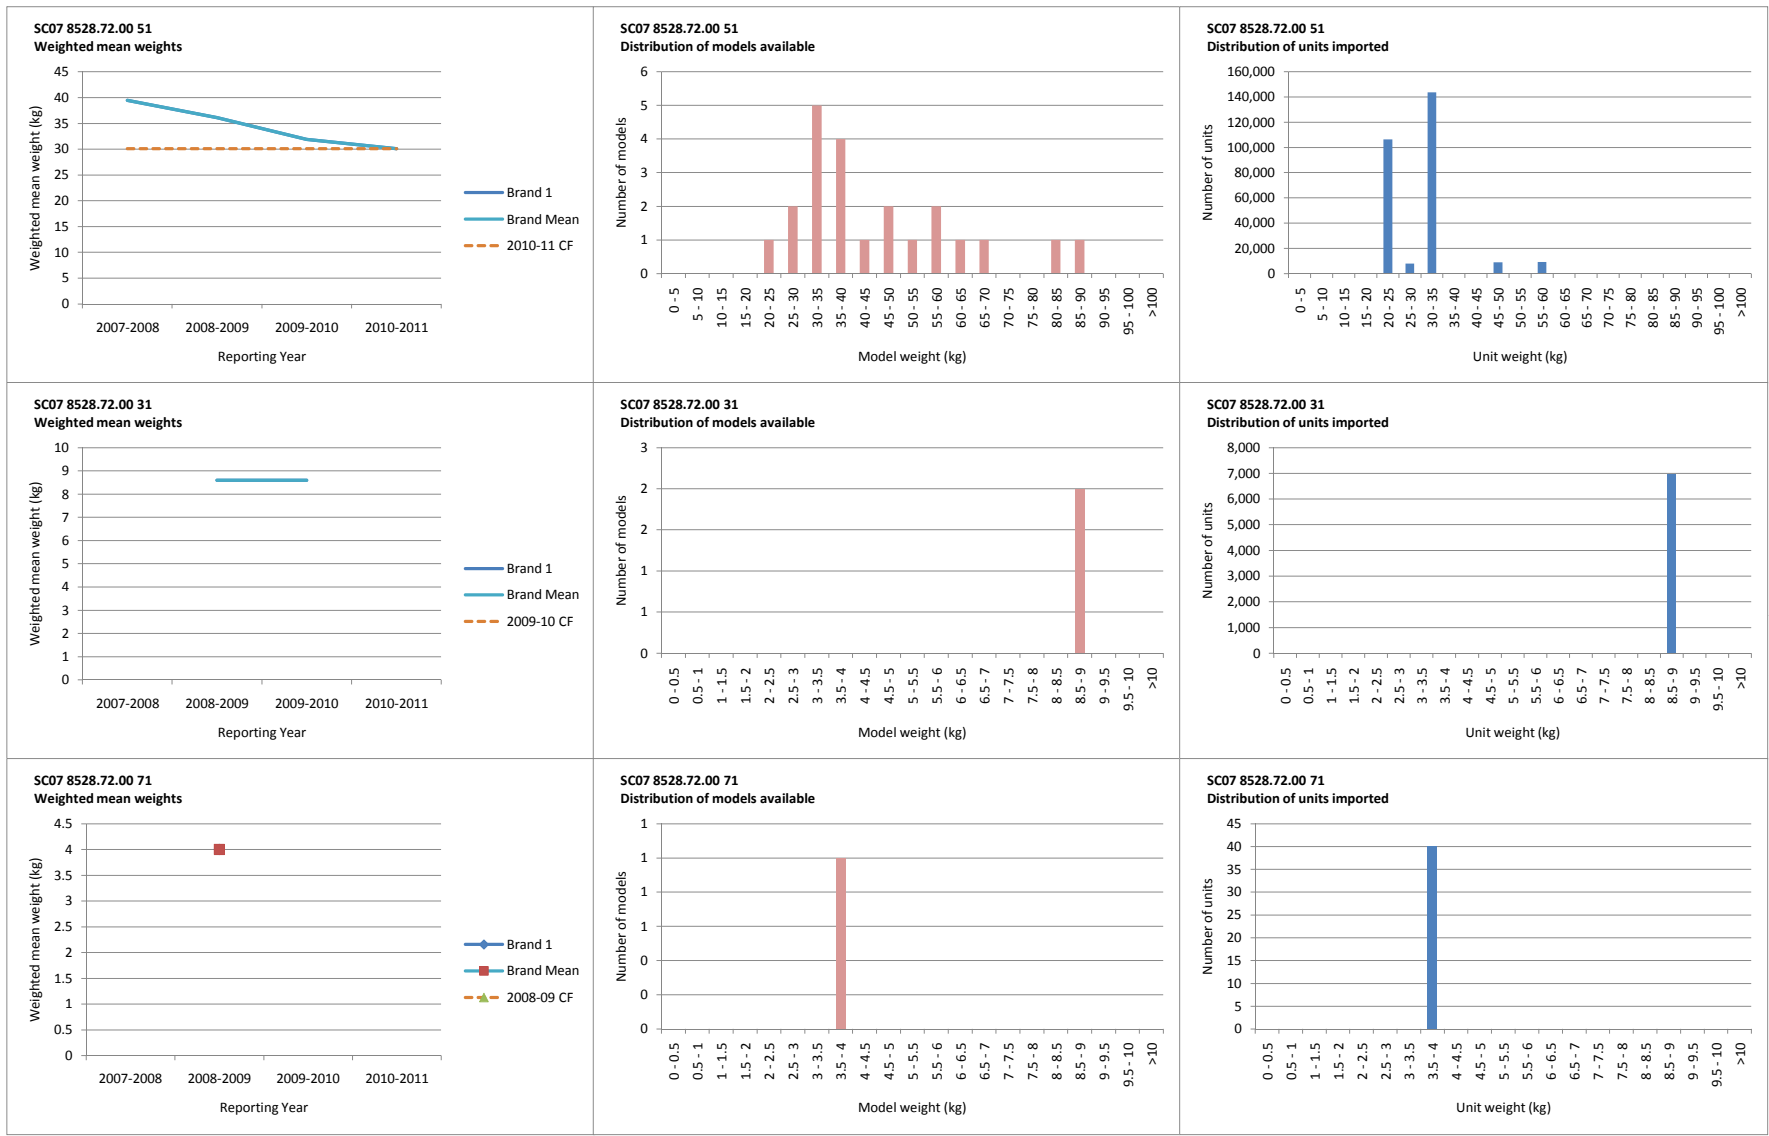 SC07 8528.72.00 51
Weighted mean weights
Weighted mean weight (kg)
45
40
35
30
25
20
15
10
5
0
2007-2008 2008-2009 2009-2010 2010-2011
Reporting Year
Brand 1
Brand Mean
2010-11 CF
SC07 8528.72.00 51
Distribution of models available
Number of models
6
5
4
3
2
1
0
0 - 5 5 - 10 10 - 15 15 - 20 20 - 25 25 - 30 30 - 35 35 - 40 40 - 45 45 - 50 50 - 55 55 - 60 60 - 65 65 - 70 70 - 75 75 - 80 80 - 85 85 - 90 90 - 95 95 - 100 >100
Model weight (kg)
SC07 8528.72.00 51
Distribution of units imported
Number of units
160,000
140,000
120,000
100,000
80,000
60,000
40,000
20,000
0
0 - 5 5 - 10 10 - 15 15 - 20 20 - 25 25 - 30 30 - 35 35 - 40 40 - 45 45 - 50 50 - 55 55 - 60 60 - 65 65 - 70 70 - 75 75 - 80 80 - 85 85 - 90 90 - 95 95 - 100 >100
Unit weight (kg)
SC07 8528.72.00 31
Weighted mean weights
Weighted mean weight (kg)
10
9
8
7
6
5
4
3
2
1
0
2007-2008 2008-2009 2009-2010 2010-2011
Reporting Year
Brand 1
Brand Mean
2009-10 CF
SC07 8528.72.00 31
Distribution of models available
Number of models
3
2
2
1
1
0
0 - 0.5 0.5 - 1 1 - 1.5 1.5 - 2 2 - 2.5 2.5 - 3 3 - 3.5 3.5 - 4 4 - 4.5 4.5 - 5 5 - 5.5 5.5 - 6 6 - 6.5 6.5 - 7 7 - 7.5 7.5 - 8 8 - 8.5 8.5 - 9 9 - 9.5 9.5 - 10 >10
Model weight (kg)
SC07 8528.72.00 31
Distribution of units imported
Number of units
8,000
7,000
6,000
5,000
4,000
3,000
2,000
1,000
0
0 - 0.5 0.5 - 1 1 - 1.5 1.5 - 2 2 - 2.5 2.5 - 3 3 - 3.5 3.5 - 4 4 - 4.5 4.5 - 5 5 - 5.5 5.5 - 6 6 - 6.5 6.5 - 7 7 - 7.5 7.5 - 8 8 - 8.5 8.5 - 9 9 - 9.5 9.5 - 10 >10
Unit weight (kg)
SC07 8528.72.00 71
Weighted mean weights
Weighted mean weight (kg)
4.5
4
3.5
3
2.5
2
1.5
1
0.5
0
2007-2008 2008-2009 2009-2010 2010-2011
Reporting Year
Brand 1
Brand Mean
2008-09 CF
SC07 8528.72.00 71
Distribution of models available
Number of models
1
1
1
1
0
0
0
0 - 0.5 0.5 - 1 1 - 1.5 1.5 - 2 2 - 2.5 2.5 - 3 3 - 3.5 3.5 - 4 4 - 4.5 4.5 - 5 5 - 5.5 5.5 - 6 6 - 6.5 6.5 - 7 7 - 7.5 7.5 - 8 8 - 8.5 8.5 - 9 9 - 9.5 9.5 - 10 >10
Model weight (kg)
SC07 8528.72.00 71
Distribution of units imported
Number of units
45
40
35
30
25
20
15
10
5
0
0 - 0.5 0.5 - 1 1 - 1.5 1.5 - 2 2 - 2.5 2.5 - 3 3 - 3.5 3.5 - 4 4 - 4.5 4.5 - 5 5 - 5.5 5.5 - 6 6 - 6.5 6.5 - 7 7 - 7.5 7.5 - 8 8 - 8.5 8.5 - 9 9 - 9.5 9.5 - 10 >10
Unit weight (kg)